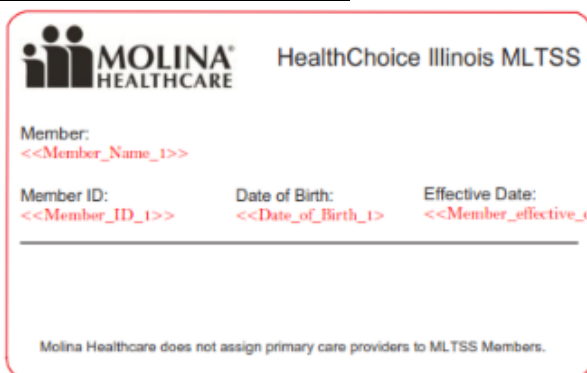 MOLINA®
HEALTHCARE
HealthChoice Illinois MLTSS
Member:
<<Member_Name_1>>
Member ID: Date of Birth: Effective Date:
<<Member_ID_1>> <<Date_of_Birth_1> <<Member_effective_
Molina Healthcare does not assign primary care providers to MLTSS Members.